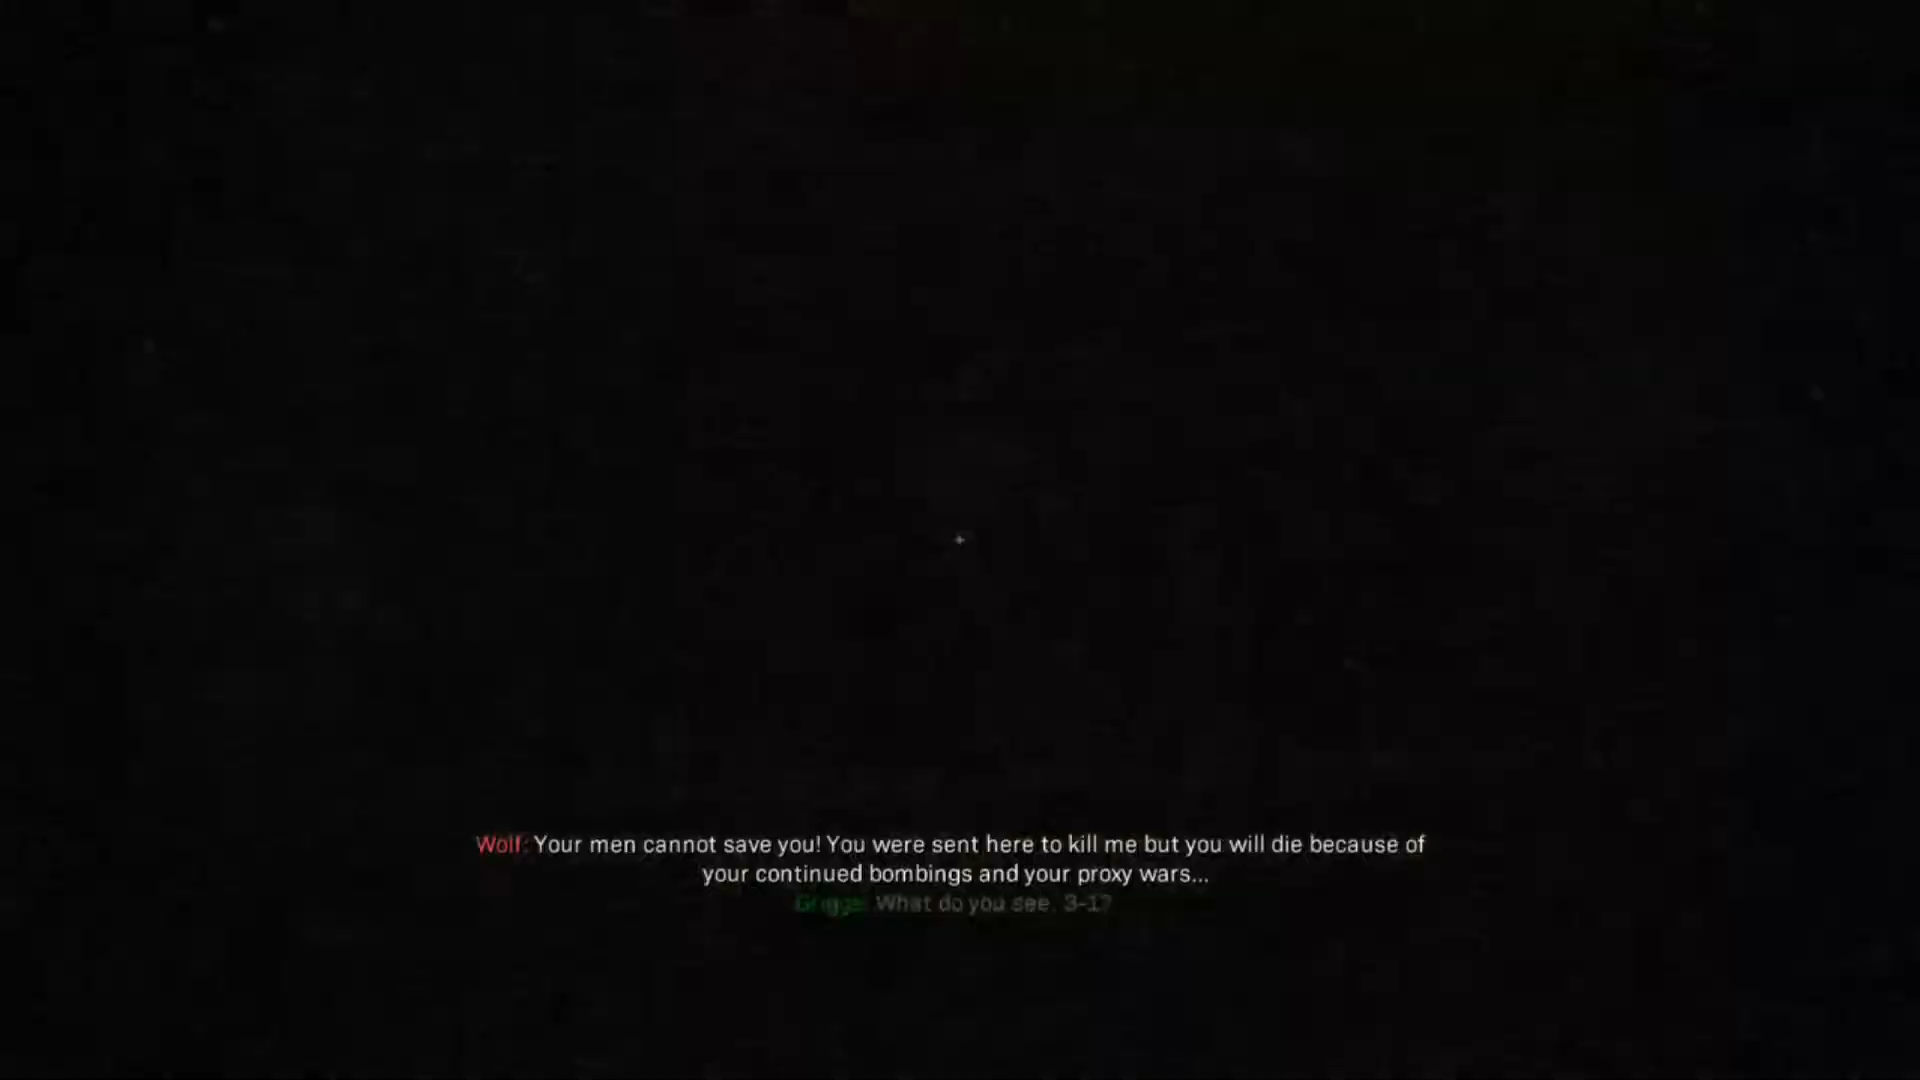 Wolf: Your men cannot save you! You were sent here to kill me but you will die because of
your continued bombings and your proxy wars...
Griggs: What do you see, 3-1?